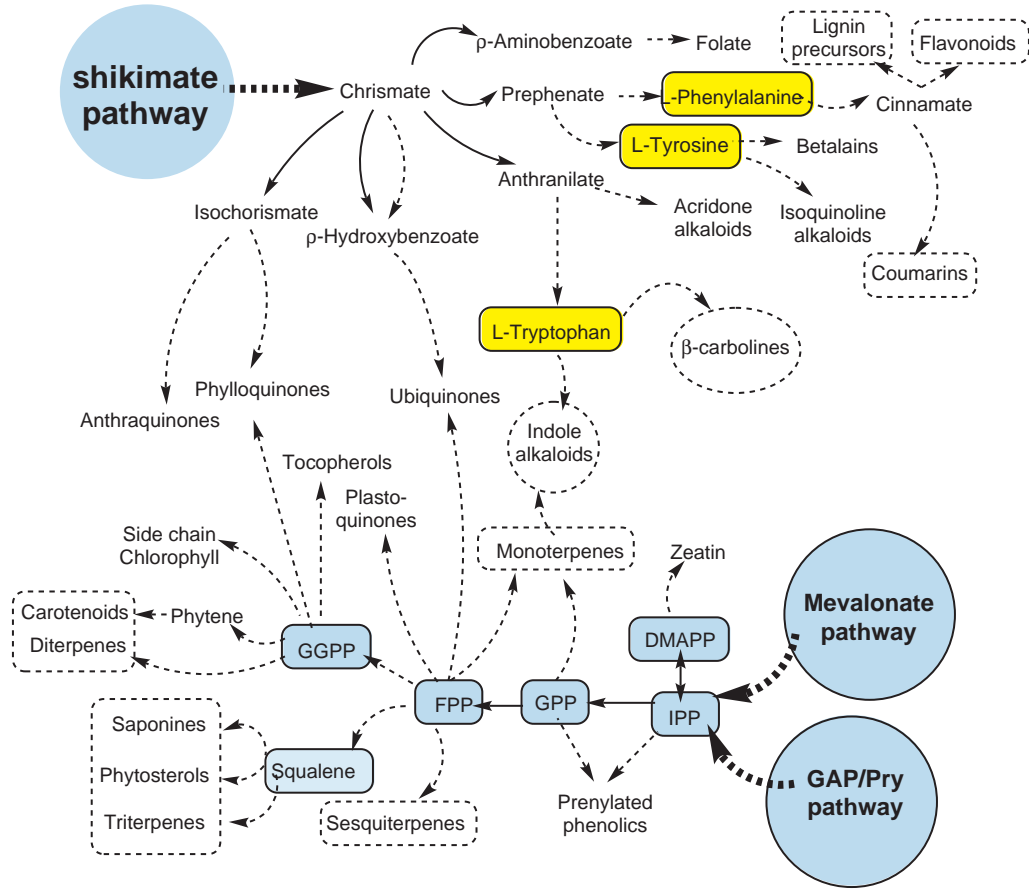 shikimate
pathway
Chrismate
ρ-Aminobenzoate
Folate
Lignin
precursors
Flavonoids
Prephenate
L-Phenylalanine
Cinnamate
L-Tyrosine
Betalains
Anthranilate
Acridone
alkaloids
Isoquinoline
alkaloids
Isochorismate
ρ-Hydroxybenzoate
Coumarins
L-Tryptophan
β-carbolines
Phylloquinones
Ubiquinones
Anthraquinones
Indole
alkaloids
Tocopherols
Plasto-
quinones
Side chain
Chlorophyll
Monoterpenes
Zeatin
Mevalonate
pathway
Carotenoids
Phytene
Diterpenes
GGPP
DMAPP
FPP
GPP
IPP
Saponines
Squalene
Phytosterols
Triterpenes
Sesquiterpenes
Prenylated
phenolics
GAP/Pry
pathway